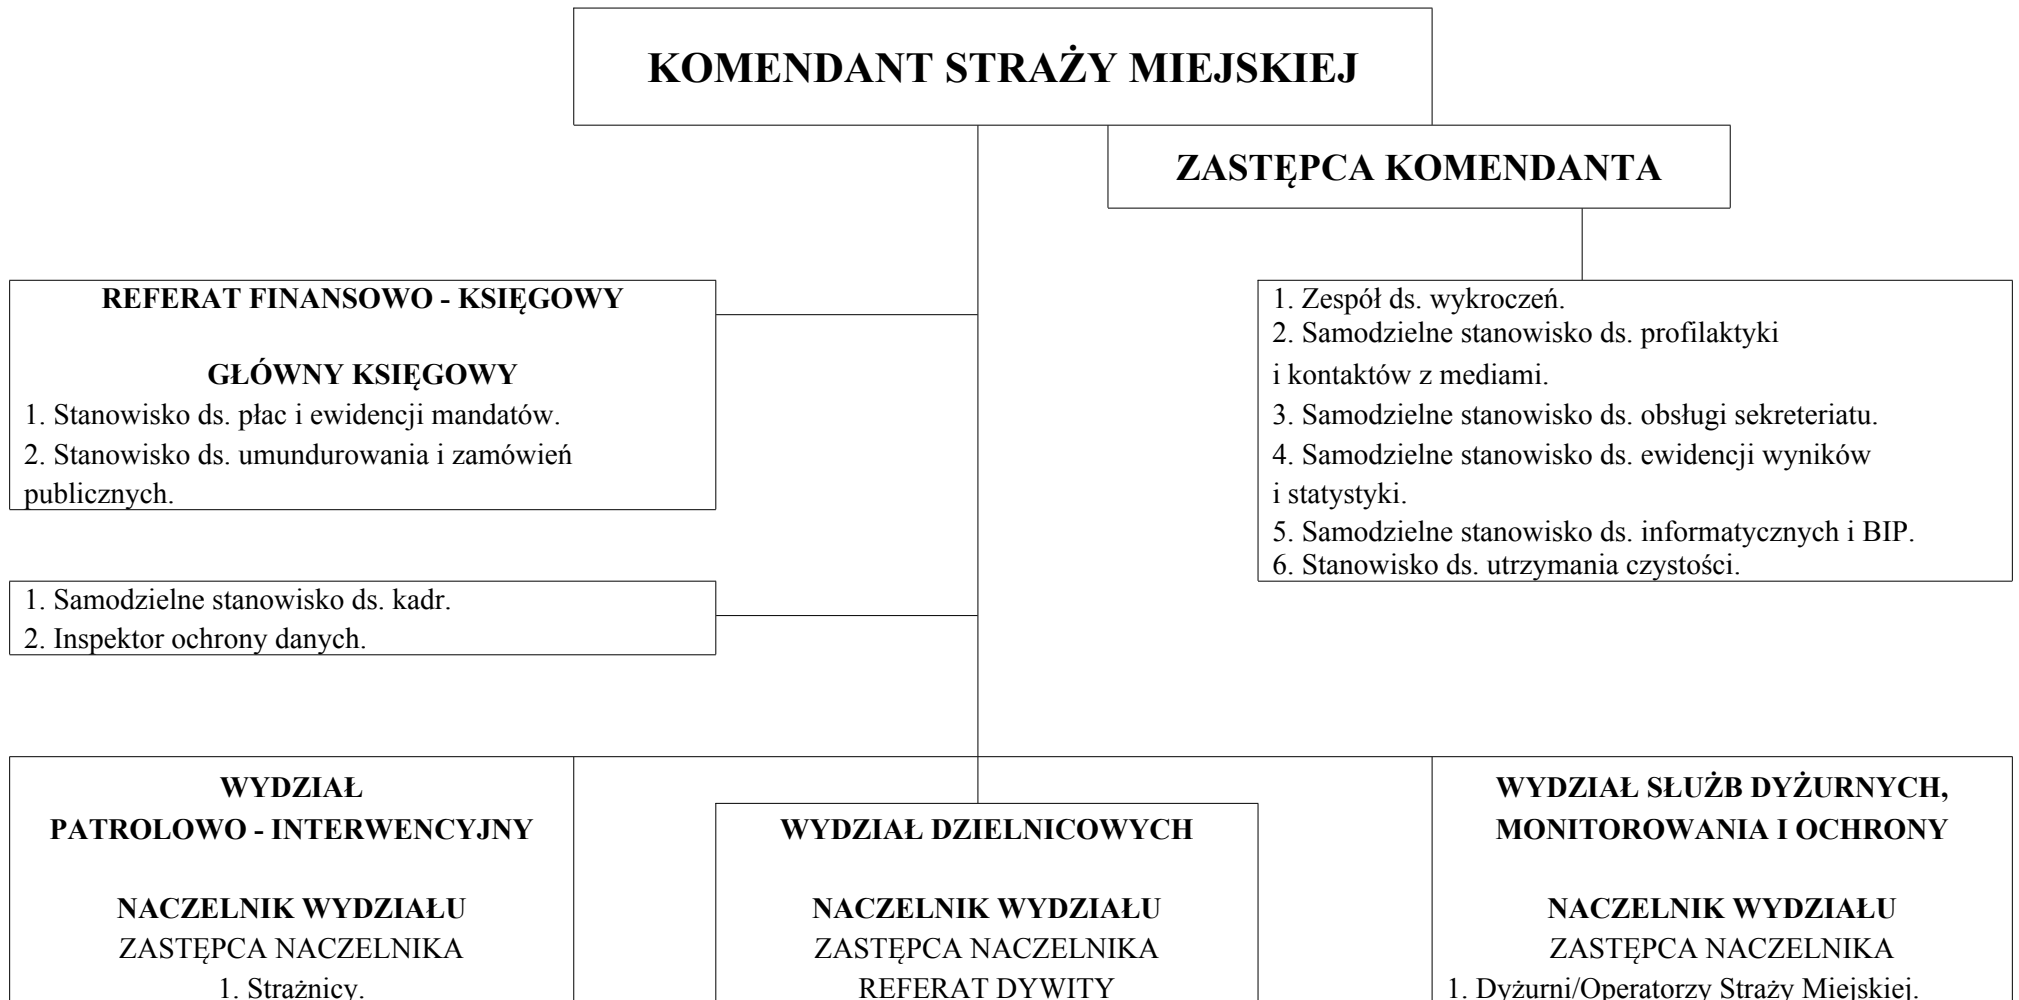 KOMENDANT STRAŻY MIEJSKIEJ
ZASTĘPCA KOMENDANTA
REFERAT FINANSOWO - KSIĘGOWY
GŁÓWNY KSIĘGOWY
1. Stanowisko ds. płac i ewidencji mandatów.
2. Stanowisko ds. umundurowania i zamówień
publicznych.
1. Zespół ds. wykroczeń.
2. Samodzielne stanowisko ds. profilaktyki
i kontaktów z mediami.
3. Samodzielne stanowisko ds. obsługi sekreteriatu.
4. Samodzielne stanowisko ds. ewidencji wyników
i statystyki.
5. Samodzielne stanowisko ds. informatycznych i BIP.
6. Stanowisko ds. utrzymania czystości.
1. Samodzielne stanowisko ds. kadr.
2. Inspektor ochrony danych.
WYDZIAŁ
PATROLOWO - INTERWENCYJNY
NACZELNIK WYDZIAŁU
ZASTĘPCA NACZELNIKA
1. Strażnicy.
WYDZIAŁ DZIELNICOWYCH
NACZELNIK WYDZIAŁU
ZASTĘPCA NACZELNIKA
REFERAT DYWITY
WYDZIAŁ SŁUŻB DYŻURNYCH,
MONITOROWANIA I OCHRONY
NACZELNIK WYDZIAŁU
ZASTĘPCA NACZELNIKA
1. Dyżurni/Operatorzy Straży Miejskiej.